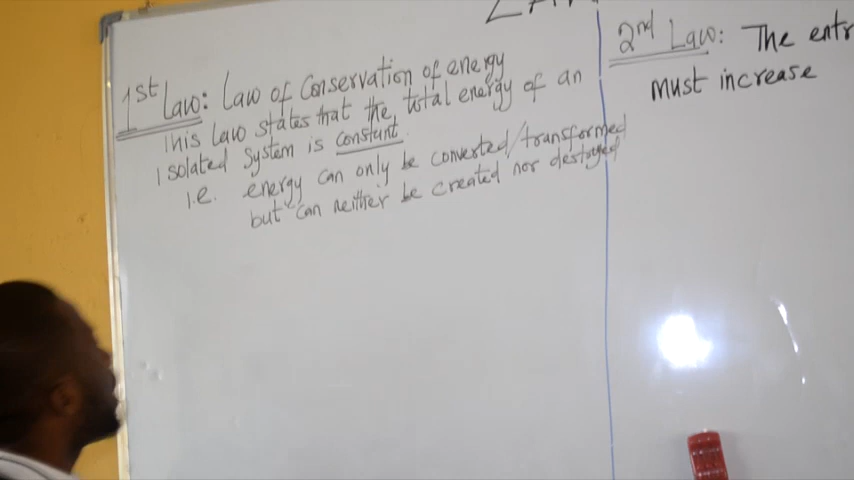 1st Law: Law of Conservation of energy
This Law states that the total energy of an
Isolated System is constant.
i.e. energy can only be converted/transformed
but can neither be created nor destroyed
2nd Law: The entr
must increase